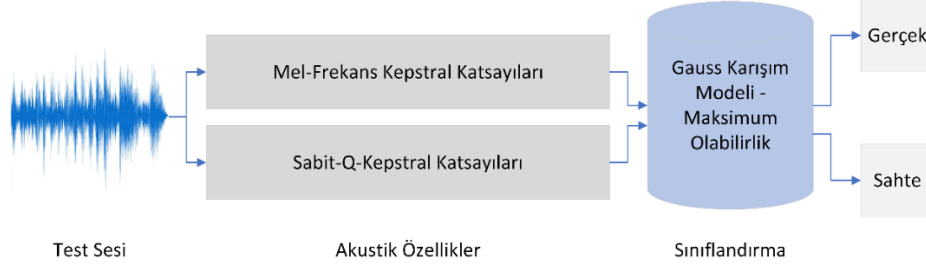 Mel-Frekans Kepstral Katsayıları
Sabit-Q-Kepstral Katsayıları
Gauss Karışım
Modeli -
Maksimum
Olabilirlik
Gerçek
Sahte
Test Sesi
Akustik Özellikler
Sınıflandırma